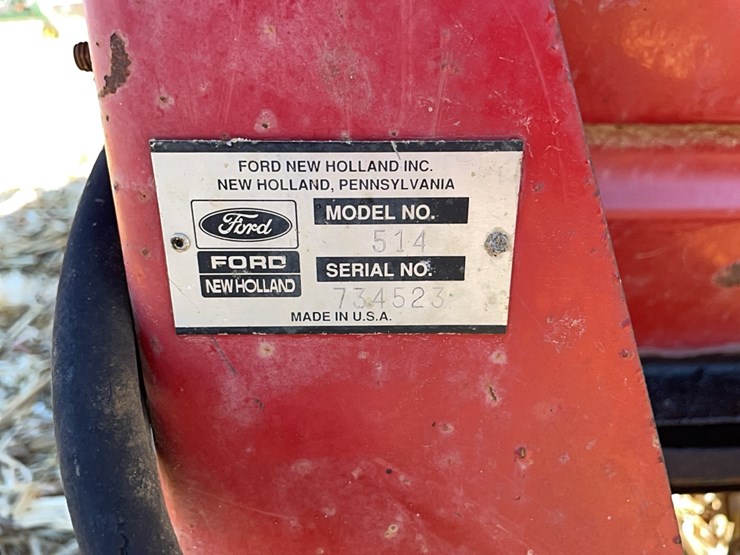 FORD NEW HOLLAND INC.
NEW HOLLAND, PENNSYLVANIA
Ford
MODEL NO.
514
FORD
NEW HOLLAND
SERIAL NO.
734523
MADE IN U.S.A.